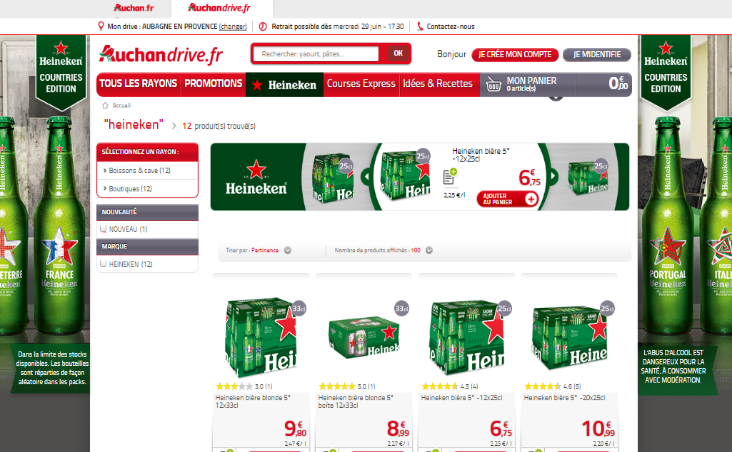 Auchan.fr
Auchandrive.fr
Mon drive : AUBAGNE EN PROVENCE (changer)
Retrait possible dès mercredi 29 juin - 17:30
Contactez-nous
Heineken
COUNTRIES
EDITION
Auchandrive.fr
Rechercher: yaourt, pâtes...
OK
Bonjour
JE CRÉE MON COMPTE
JE M'IDENTIFIE
Heineken
COUNTRIES
EDITION
TOUS LES RAYONS
PROMOTIONS
Heineken
Courses Express
Idées & Recettes
MON PANIER
0 article(s)
0€,00
Accueil
"heineken"
12 produit(s) trouvé(s)
SÉLECTIONNEZ UN RAYON :
Boissons & cave (12)
Boutiques (12)
NOUVEAUTÉ
NOUVEAU (1)
MARQUE
HEINEKEN (12)
Heineken
25cl
25cl
Heineken bière 5°
-12x25cl
6€,75
2,25 €/l
AJOUTER
AU PANIER
25cl
Trier par : Pertinence
Nombre de produits affichés : 100
ETERRE
Heineken
FRANCE
Heineken
PORTUGAL
Heineken
ITALI
Heine
Dans la limite des stocks
disponibles. Les bouteilles
sont réparties de façon
aléatoire dans les packs.
L'ABUS D'ALCOOL EST
DANGEREUX POUR LA
SANTÉ, À CONSOMMER
AVEC MODÉRATION.
33cl
Hei
3.0 (1)
Heineken bière blonde 5°
12x33cl
9€,90
2,47 €/l
33cl
Heine
5.0 (1)
Heineken bière blonde 5°
boîte 12x33cl
8€,99
2,27 €/l
25cl
Hei
4.5 (4)
Heineken bière 5° -12x25cl
6€,75
2,25 €/l
25cl
Heine
4.6 (5)
Heineken bière 5° -20x25cl
10€,99
2,20 €/l